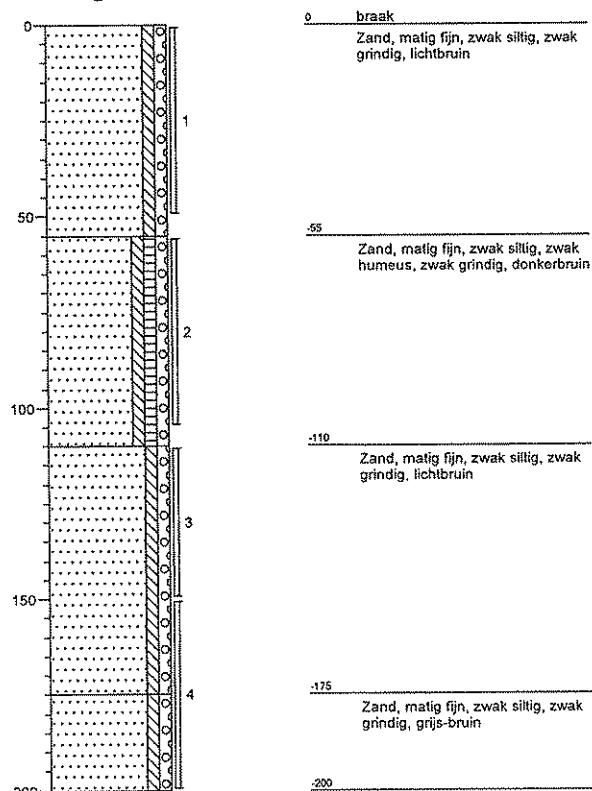 0
50
100
150
200
1
2
3
4
0 braak
Zand, matig fijn, zwak siltig, zwak
grindig, lichtbruin
-55
Zand, matig fijn, zwak siltig, zwak
humeus, zwak grindig, donkerbruin
-110
Zand, matig fijn, zwak siltig, zwak
grindig, lichtbruin
-175
Zand, matig fijn, zwak siltig, zwak
grindig, grijs-bruin
-200